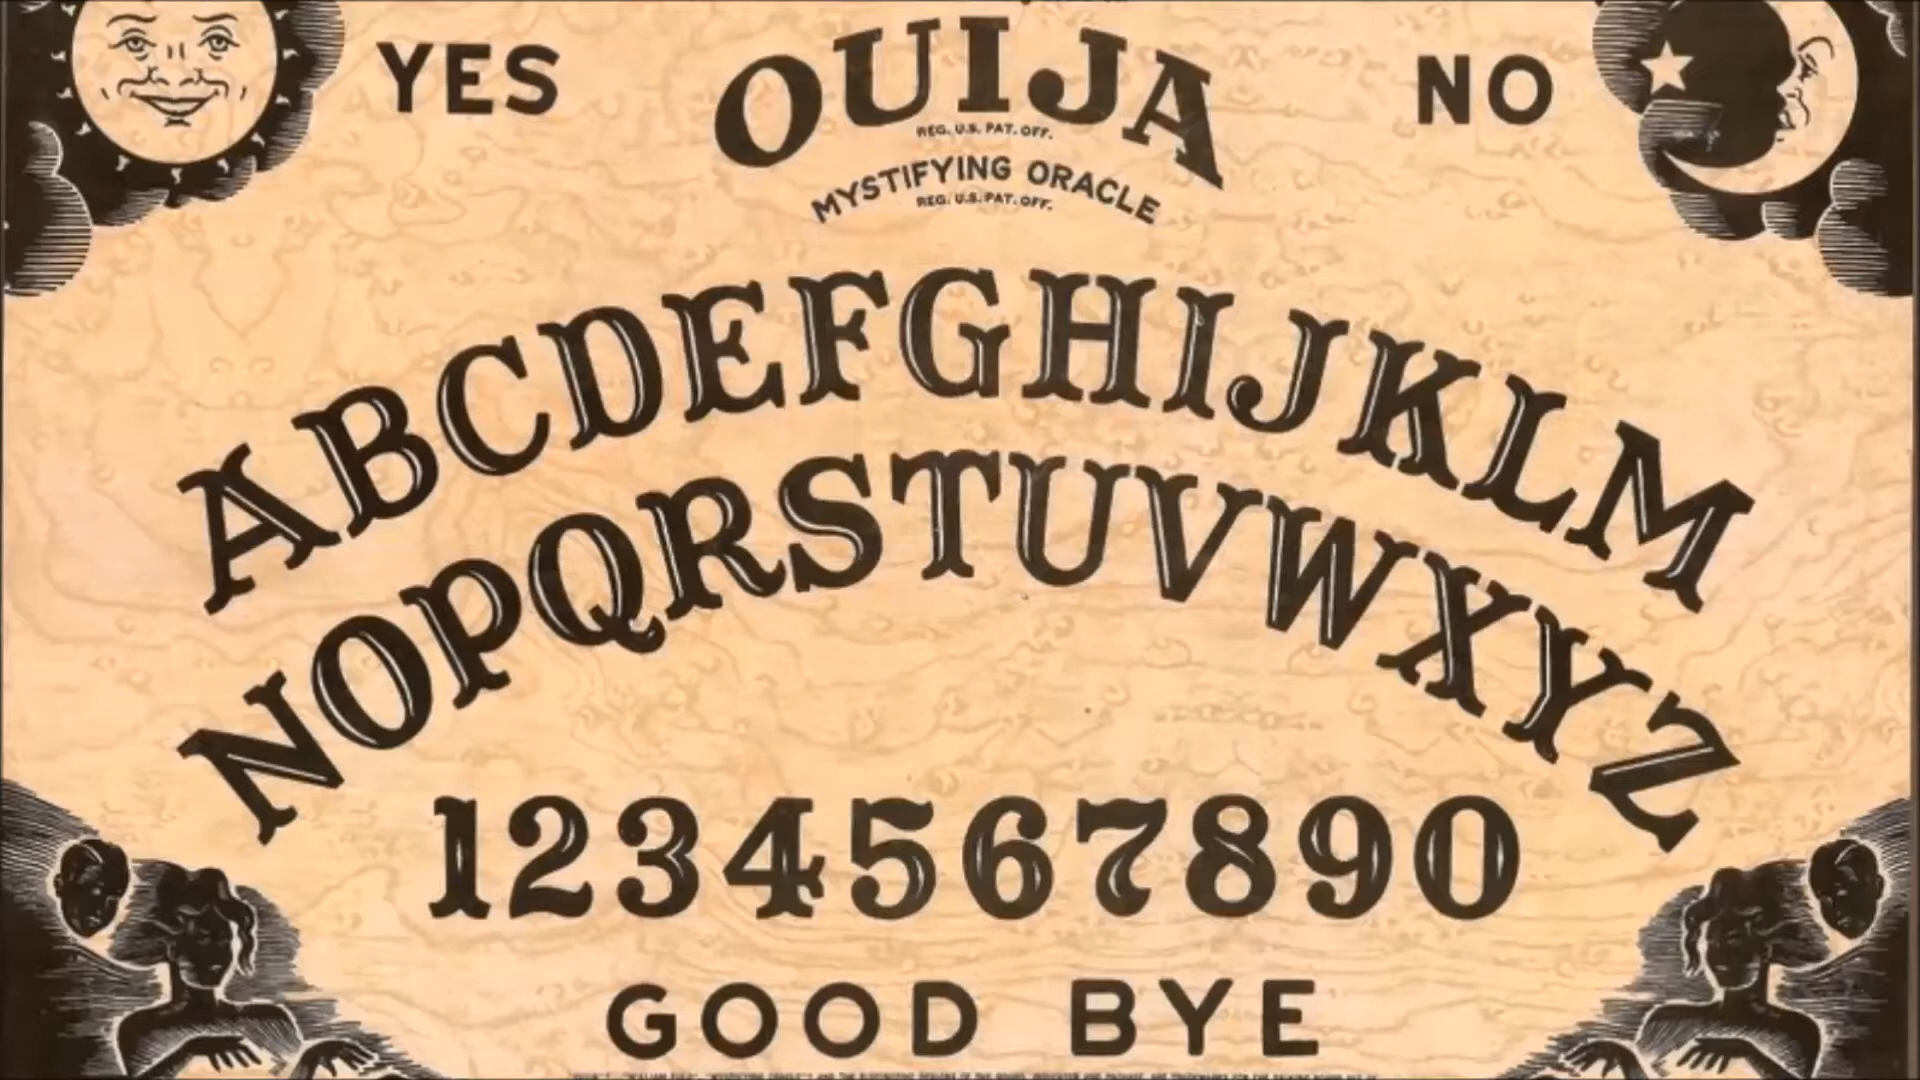 YES
OUIJA
NO
REG. U.S. PAT. OFF.
MYSTIFYING ORACLE
REG. U.S. PAT. OFF.
ABCDEFGHIJKLM
NOPQRSTUVWXYZ
1234567890
GOOD BYE